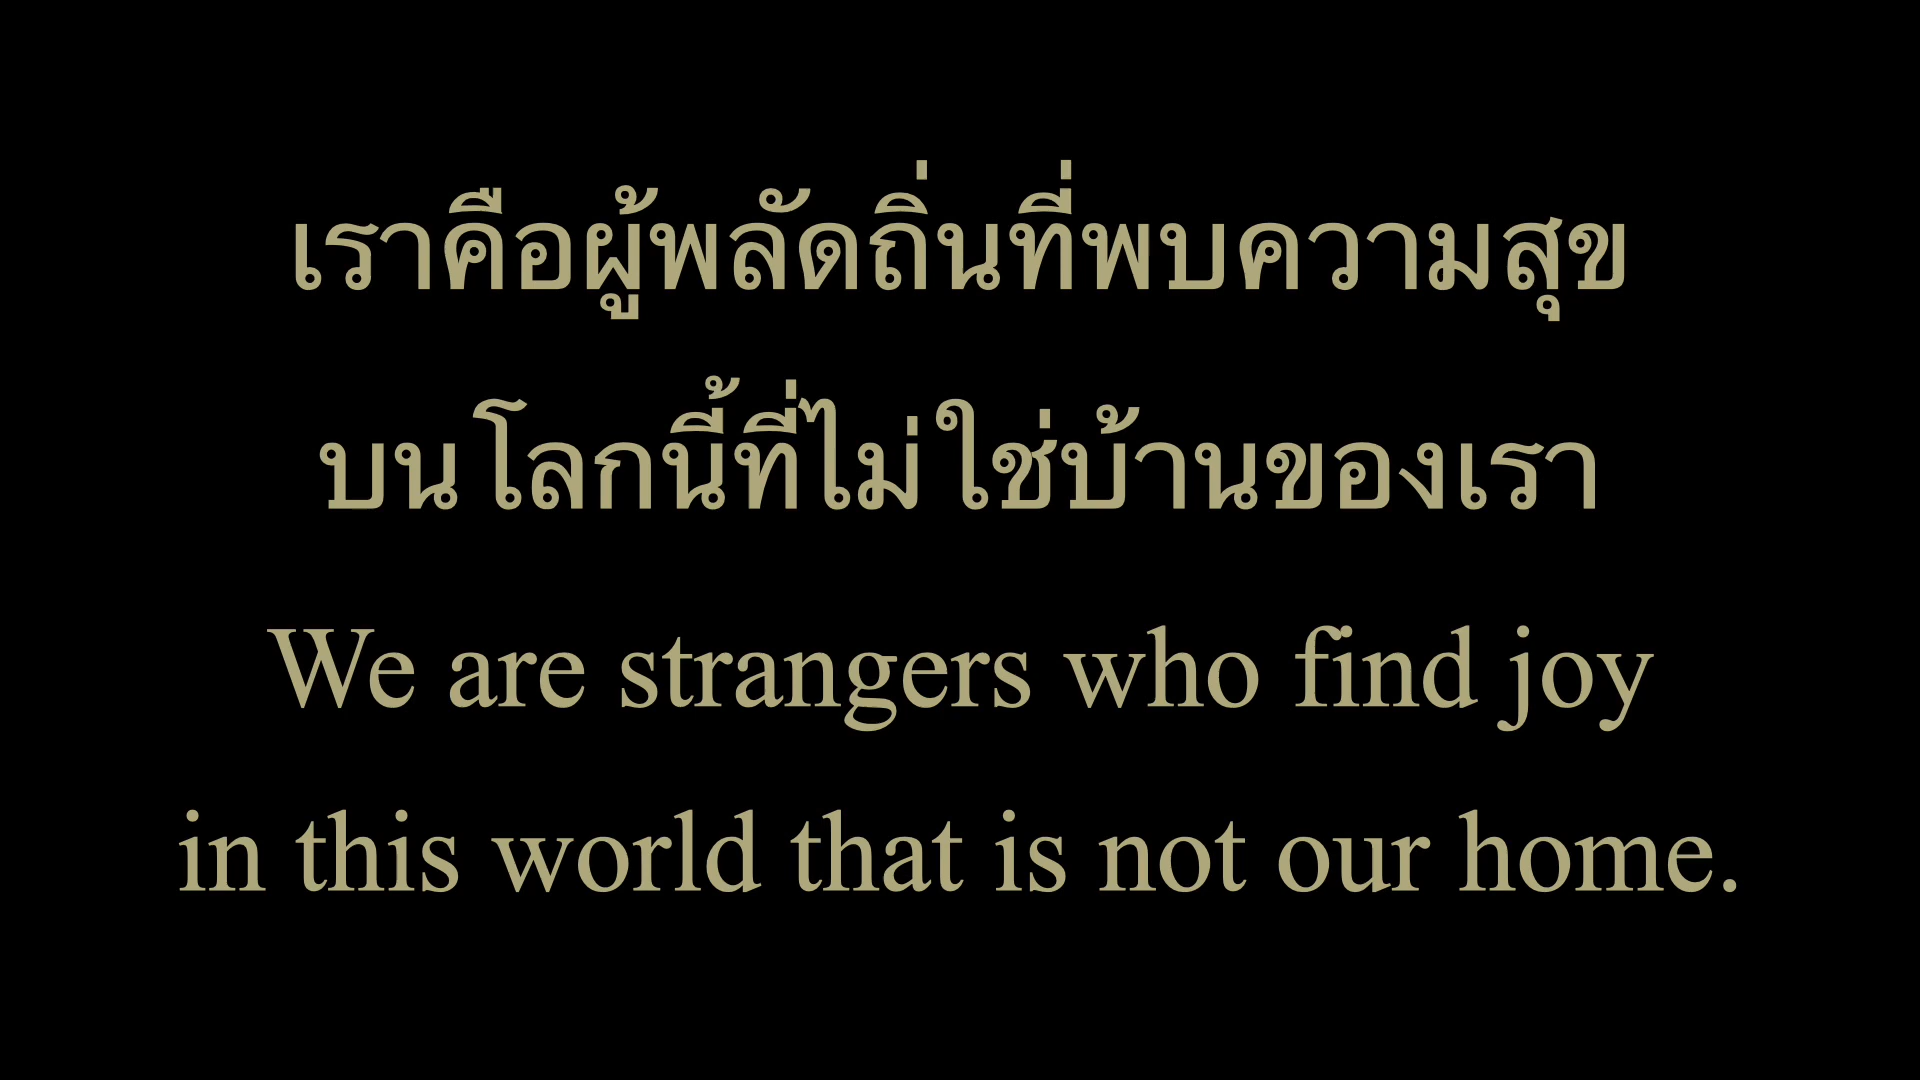 เราคือผู้พลัดถิ่นที่พบความสุข
บนโลกนี้ที่ไม่ใช่บ้านของเรา
We are strangers who find joy
in this world that is not our home.